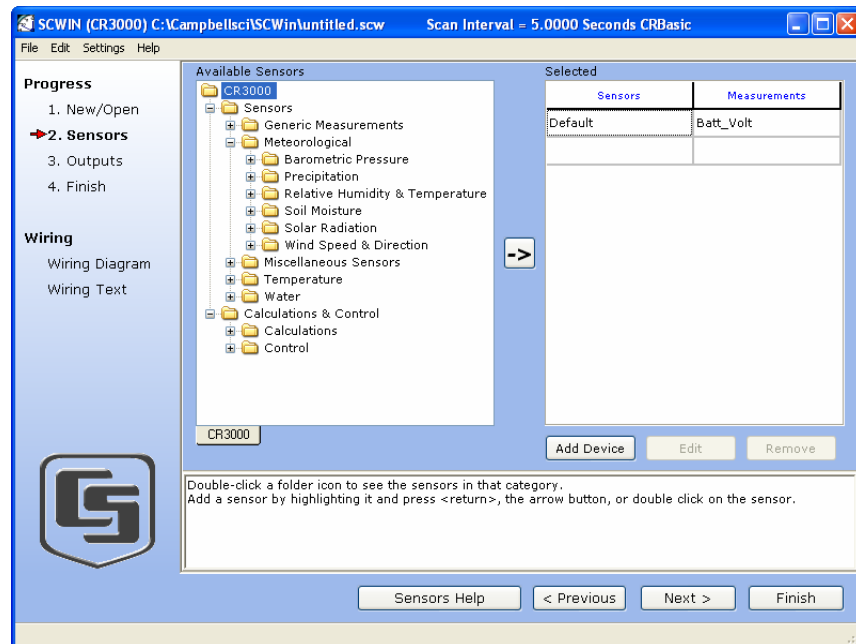 SCWIN (CR3000) C:\Campbellsci\SCWin\untitled.scw Scan Interval = 5.0000 Seconds CRBasic
File Edit Settings Help
Progress
1. New/Open
2. Sensors
3. Outputs
4. Finish
Wiring
Wiring Diagram
Wiring Text
Available Sensors
CR3000
Sensors
Generic Measurements
Meteorological
Barometric Pressure
Precipitation
Relative Humidity & Temperature
Soil Moisture
Solar Radiation
Wind Speed & Direction
Miscellaneous Sensors
Temperature
Water
Calculations & Control
Calculations
Control
CR3000
->
Selected
Sensors Measurements
Default Batt_Volt
Add Device Edit Remove
Double-click a folder icon to see the sensors in that category.
Add a sensor by highlighting it and press <return>, the arrow button, or double click on the sensor.
Sensors Help < Previous Next > Finish